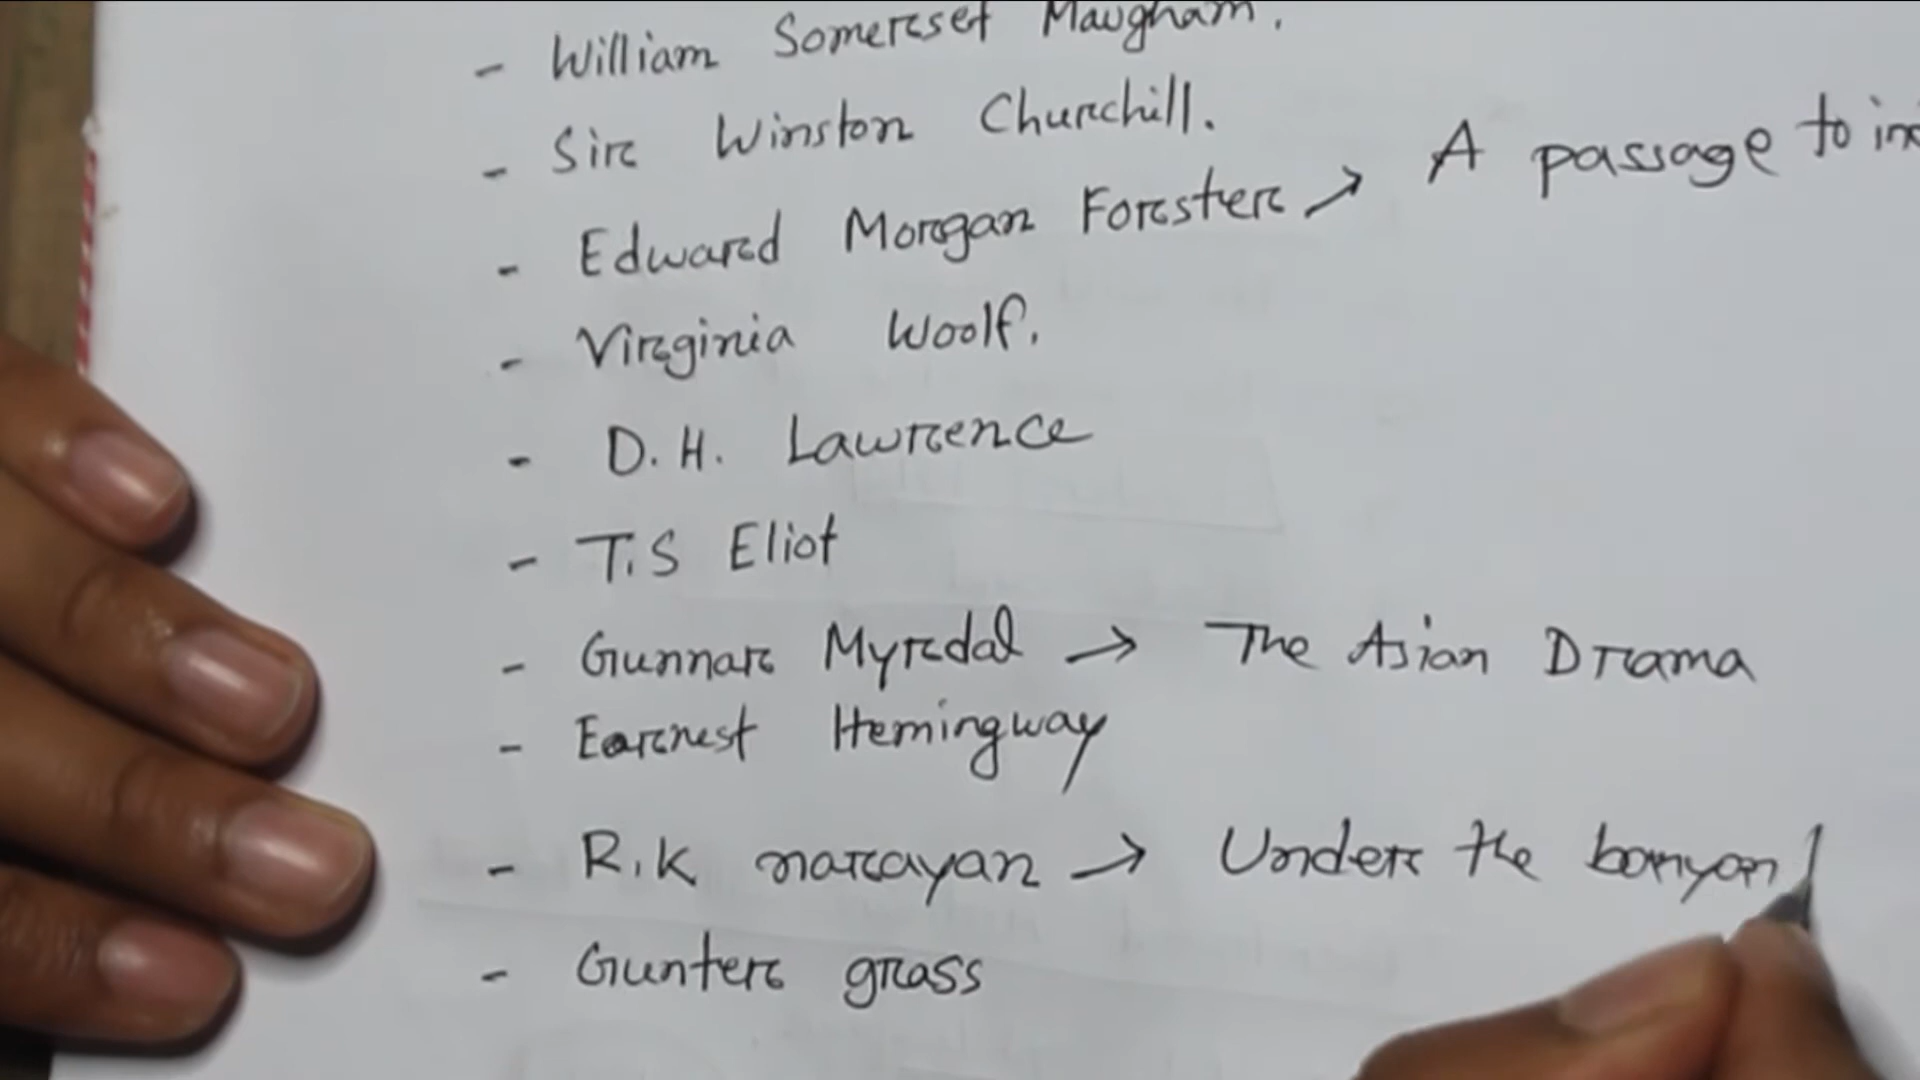 - William Somerset Maugham.
- Sir Winston Churchill.
- Edward Morgan Forster → A passage to in
- Virginia Woolf.
- D. H. Lawrence
- T.S Eliot
- Gunnar Myrdal → The Asian Drama
- Earnest Hemingway
- R.K narayan → Under the banyan
- Gunter grass